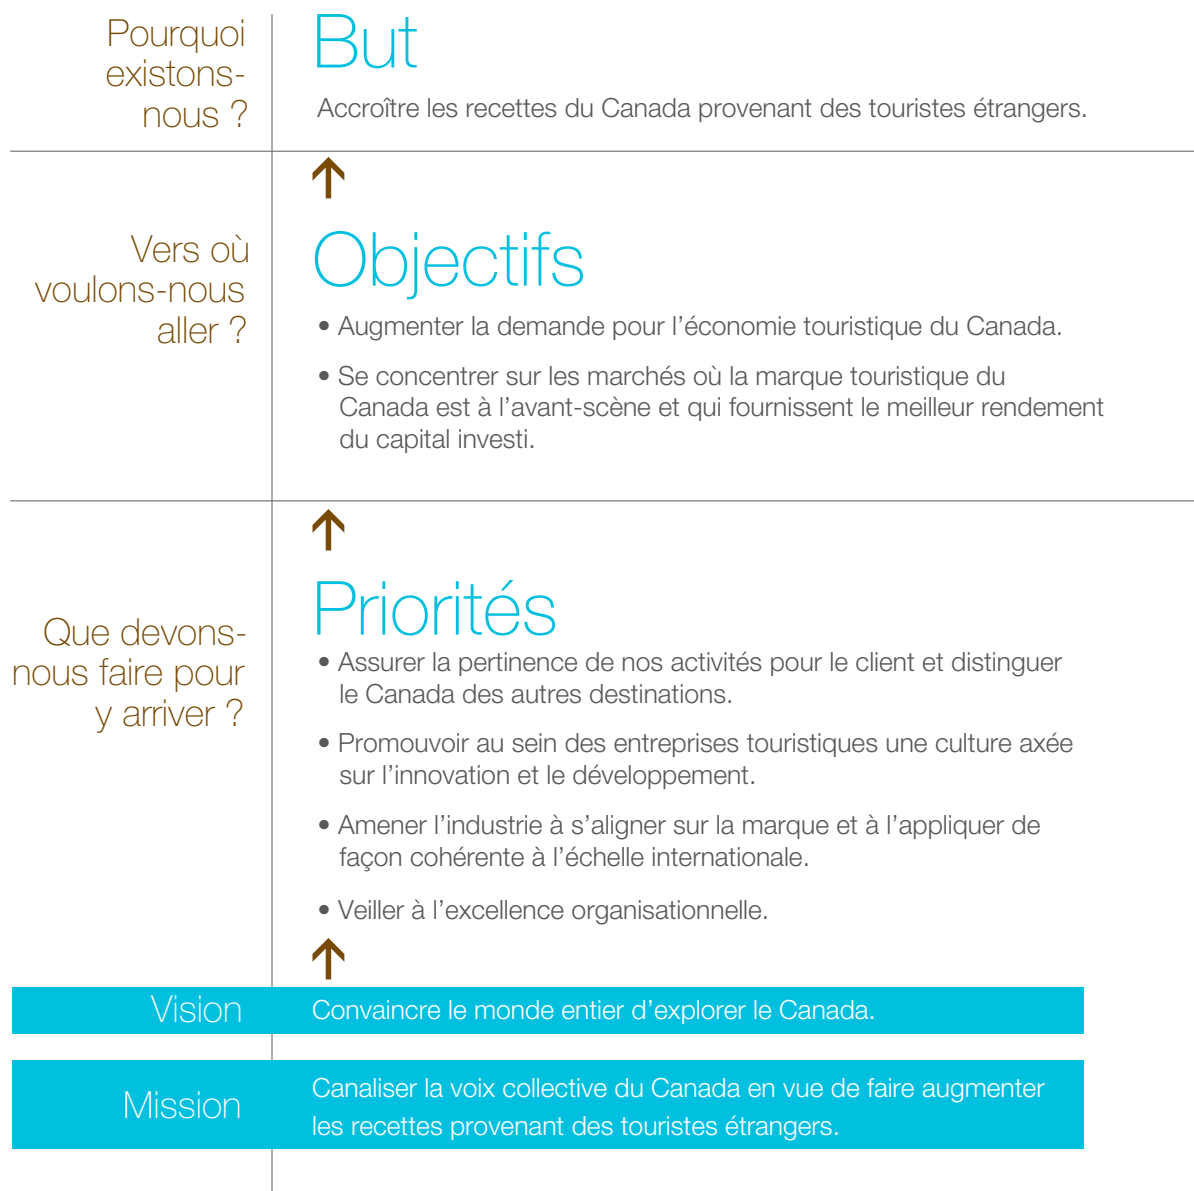 Pourquoi
existons-
nous ?
But
Accroître les recettes du Canada provenant des touristes étrangers.
Vers où
voulons-nous
aller ?
Objectifs
• Augmenter la demande pour l’économie touristique du Canada.
• Se concentrer sur les marchés où la marque touristique du
Canada est à l’avant-scène et qui fournissent le meilleur rendement
du capital investi.
Que devons-
nous faire pour
y arriver ?
Priorités
• Assurer la pertinence de nos activités pour le client et distinguer
le Canada des autres destinations.
• Promouvoir au sein des entreprises touristiques une culture axée
sur l’innovation et le développement.
• Amener l’industrie à s’aligner sur la marque et à l’appliquer de
façon cohérente à l’échelle internationale.
• Veiller à l’excellence organisationnelle.
Vision
Convaincre le monde entier d’explorer le Canada.
Mission
Canaliser la voix collective du Canada en vue de faire augmenter
les recettes provenant des touristes étrangers.